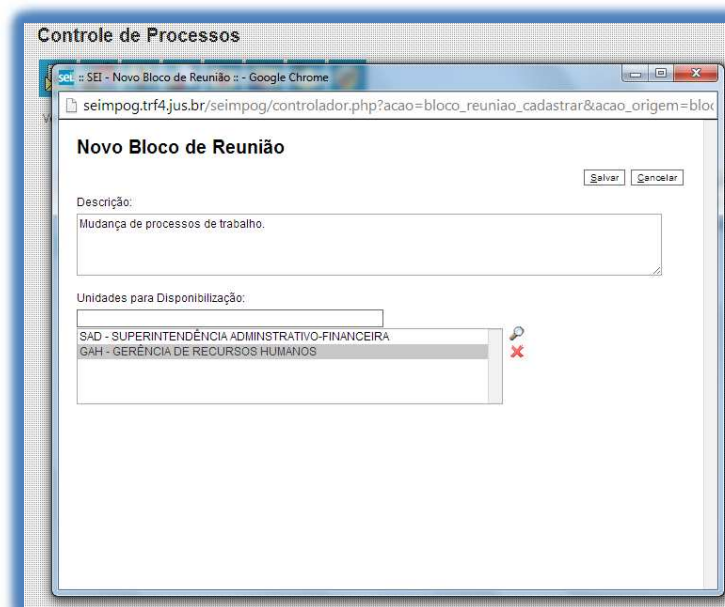 Controle de Processos
sei. :: SEI - Novo Bloco de Reunião :: - Google Chrome
seimpog.trf4.jus.br/seimpog/controlador.php?acao=bloco_reuniao_cadastrar&acao_origem=bloc
Novo Bloco de Reunião
Salvar Cancelar
Descrição:
Mudança de processos de trabalho.
Unidades para Disponibilização:
SAD - SUPERINTENDÊNCIA ADMINSTRATIVO-FINANCEIRA
GAH - GERÊNCIA DE RECURSOS HUMANOS